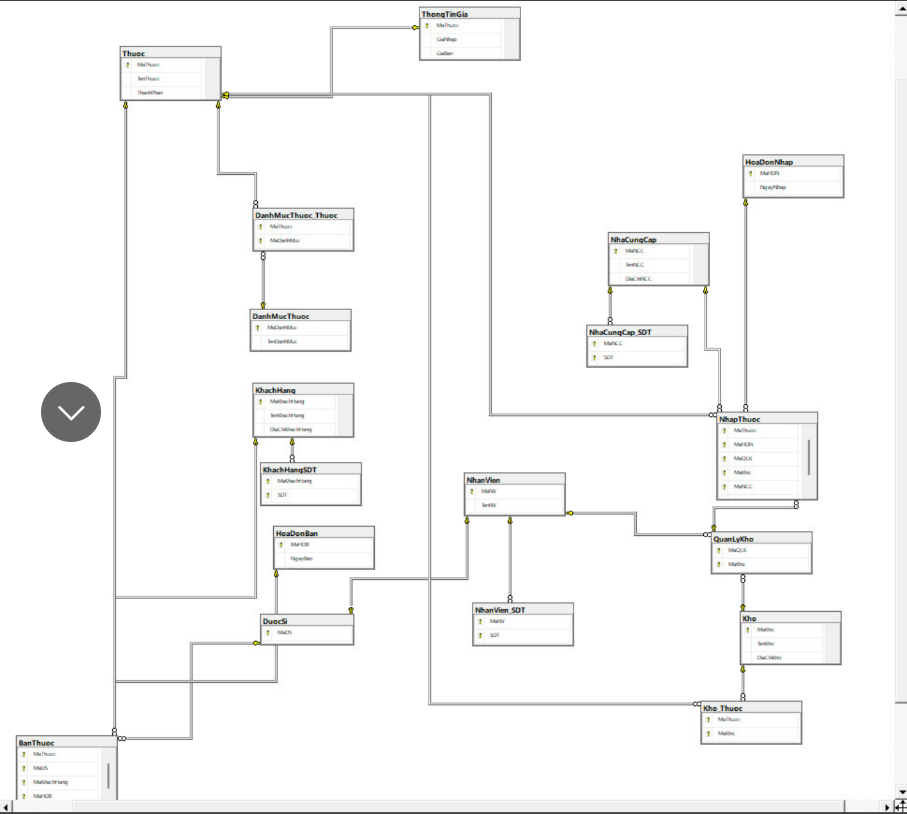 ThongTinGia
MaThuoc
GiaNhap
GiaBan
Thuoc
MaThuoc
TenThuoc
ThanhPhan
HoaDonNhap
MaHDN
NgayNhap
DanhMucThuoc_Thuoc
MaThuoc
MaDanhMuc
NhaCungCap
MaNCC
TenNCC
DiaChiNCC
DanhMucThuoc
MaDanhMuc
TenDanhMuc
NhaCungCap_SDT
MaNCC
SDT
KhachHang
MaKhachHang
TenKhachHang
DiaChiKhachHang
NhapThuoc
MaThuoc
MaHDN
MaQLK
MaKho
MaNCC
KhachHangSDT
MaKhachHang
SDT
NhanVien
MaNV
TenNV
HoaDonBan
MaHDB
NgayBan
QuanLyKho
MaQLK
MaKho
DuocSi
MaDS
NhanVien_SDT
MaNV
SDT
Kho
MaKho
TenKho
DiaChiKho
Kho_Thuoc
MaThuoc
MaKho
BanThuoc
MaThuoc
MaDS
MaKhachHang
MaHDB